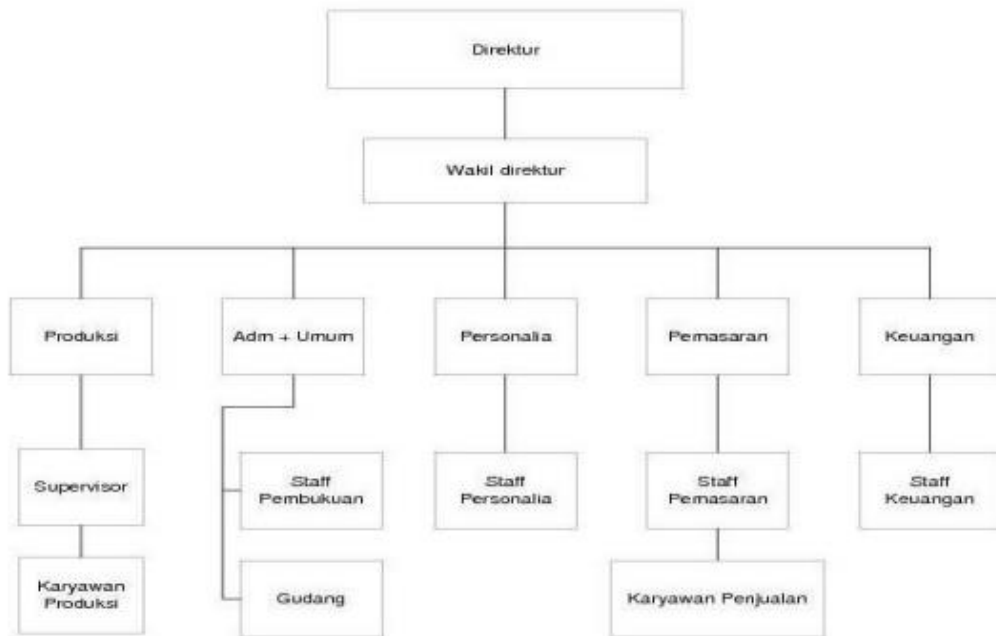 Direktur
Wakil direktur
Produksi
Adm + Umum
Personalia
Pemasaran
Keuangan
Supervisor
Staff
Pembukuan
Staff
Personalia
Staff
Pemasaran
Staff
Keuangan
Karyawan
Produksi
Gudang
Karyawan Penjualan